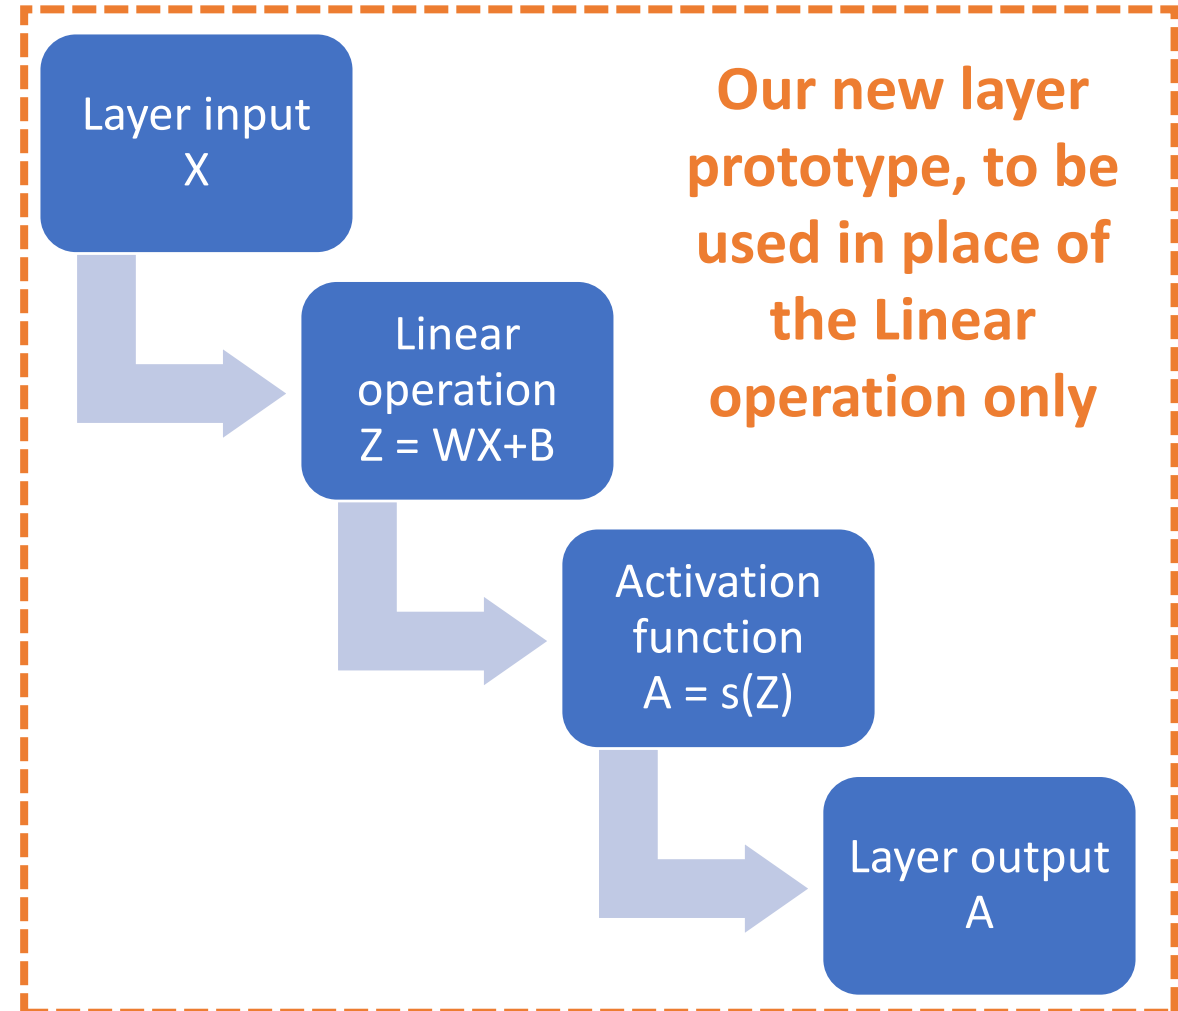 Layer input
X
Our new layer
prototype, to be
used in place of
the Linear
operation only
Linear
operation
Z = WX+B
Activation
function
A = s(Z)
Layer output
A